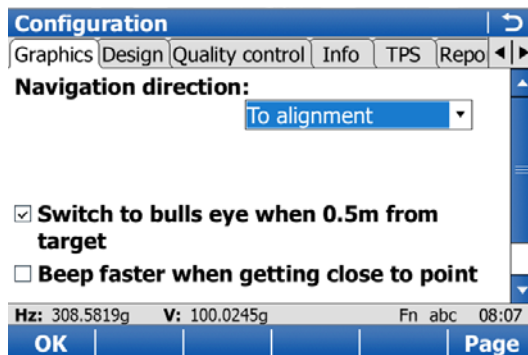 Configuration
Graphics Design Quality control Info TPS Repo
Navigation direction:
To alignment
Switch to bulls eye when 0.5m from
target
Beep faster when getting close to point
Hz: 308.5819g V: 100.0245g Fn abc 08:07
OK Page